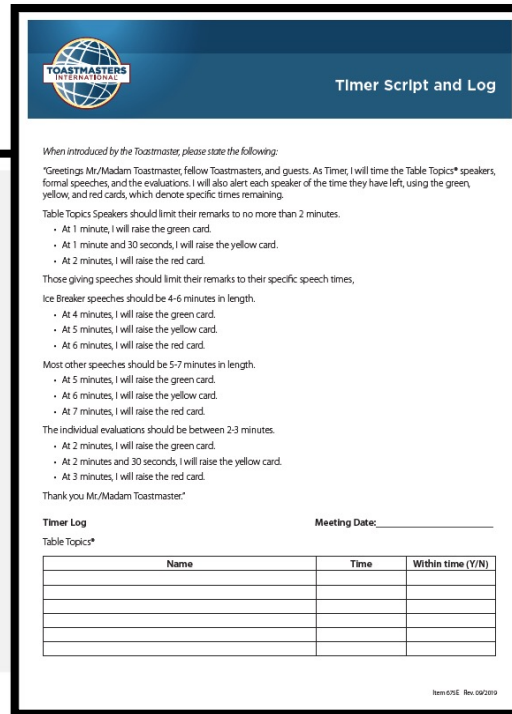 TOASTMASTERS
INTERNATIONAL
Timer Script and Log
When introduced by the Toastmaster, please state the following:
"Greetings Mr./Madam Toastmaster, fellow Toastmasters, and guests. As Timer, I will time the Table Topics® speakers,
formal speeches, and the evaluations. I will also alert each speaker of the time they have left, using the green,
yellow, and red cards, which denote specific times remaining.
Table Topics Speakers should limit their remarks to no more than 2 minutes.
• At 1 minute, I will raise the green card.
• At 1 minute and 30 seconds, I will raise the yellow card.
• At 2 minutes, I will raise the red card.
Those giving speeches should limit their remarks to their specific speech times,
Ice Breaker speeches should be 4-6 minutes in length.
• At 4 minutes, I will raise the green card.
• At 5 minutes, I will raise the yellow card.
• At 6 minutes, I will raise the red card.
Most other speeches should be 5-7 minutes in length.
• At 5 minutes, I will raise the green card.
• At 6 minutes, I will raise the yellow card.
• At 7 minutes, I will raise the red card.
The individual evaluations should be between 2-3 minutes.
• At 2 minutes, I will raise the green card.
• At 2 minutes and 30 seconds, I will raise the yellow card.
• At 3 minutes, I will raise the red card.
Thank you Mr./Madam Toastmaster."
Timer Log Meeting Date:
Table Topics®
Name Time Within time (Y/N)
Item 675E Rev. 09/2019